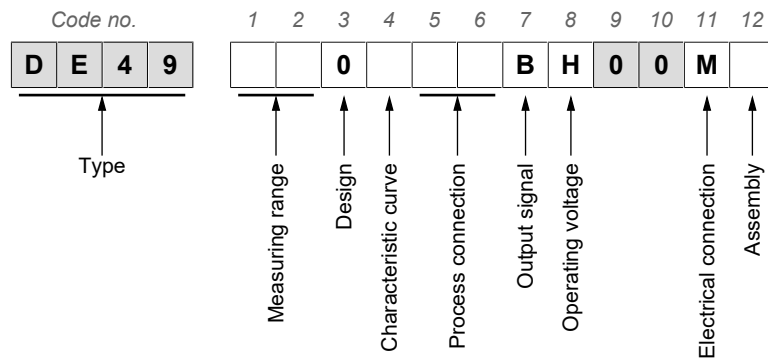 Code no. 1 2 3 4 5 6 7 8 9 10 11 12
D E 4 9 0 B H 0 0 M
Type
Measuring range
Design
Characteristic curve
Process connection
Output signal
Operating voltage
Electrical connection
Assembly